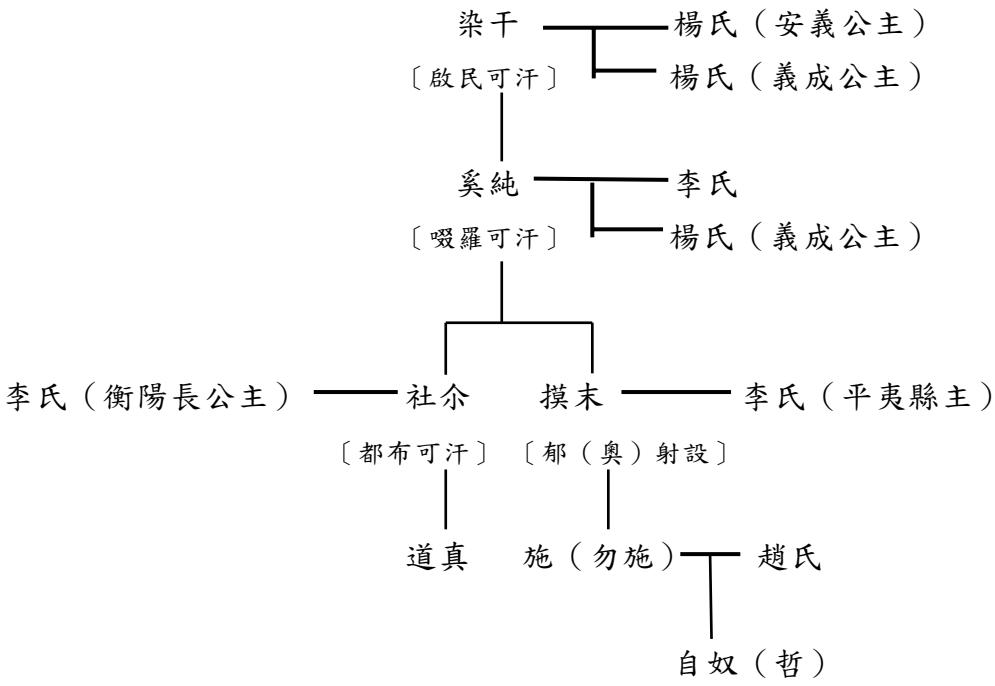 染干 楊氏（安義公主）
〔啟民可汗〕 楊氏（義成公主）
奚純 李氏
〔啜羅可汗〕 楊氏（義成公主）
李氏（衡陽長公主） 社尒 摸末 李氏（平夷縣主）
〔都布可汗〕 〔郁（奧）射設〕
道真 施（勿施） 趙氏
自奴（哲）